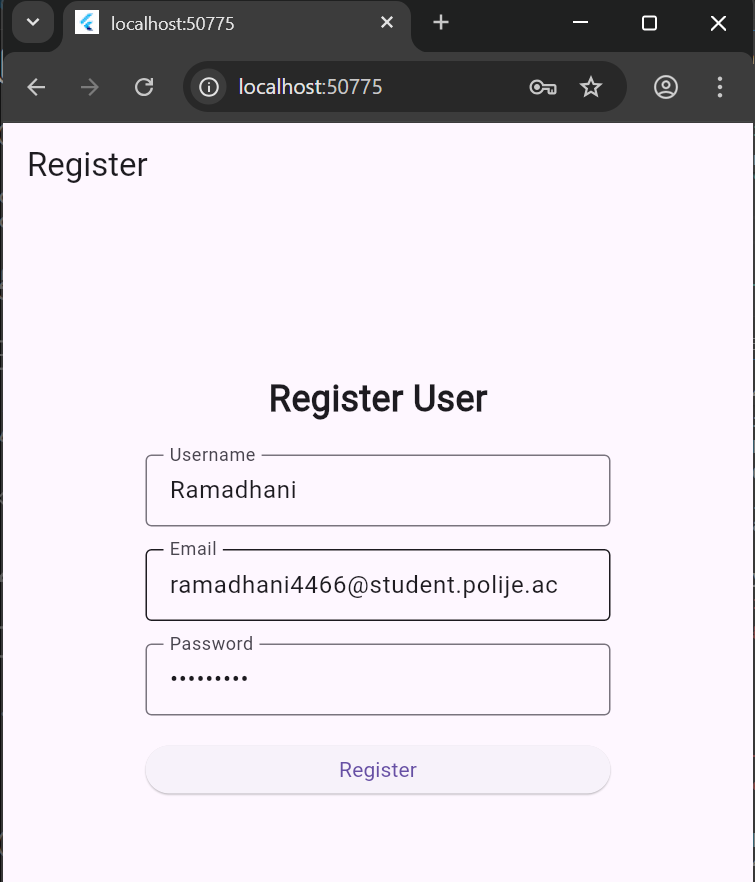 localhost:50775
localhost:50775
Register
Register User
Username
Ramadhani
Email
ramadhani4466@student.polije.ac
Password
•••••••••
Register